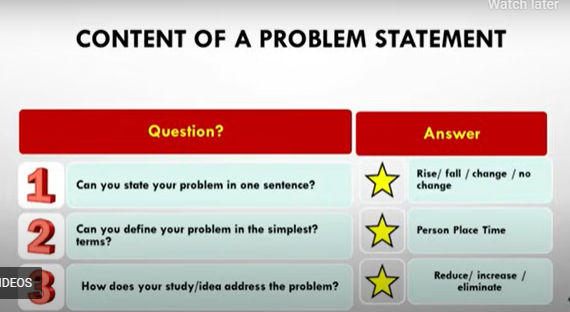 Watch later
CONTENT OF A PROBLEM STATEMENT
Question?
Answer
1
Can you state your problem in one sentence?
Rise/ fall / change / no
change
2
Can you define your problem in the simplest?
terms?
Person Place Time
IDEOS
3
How does your study/idea address the problem?
Reduce/ increase /
eliminate